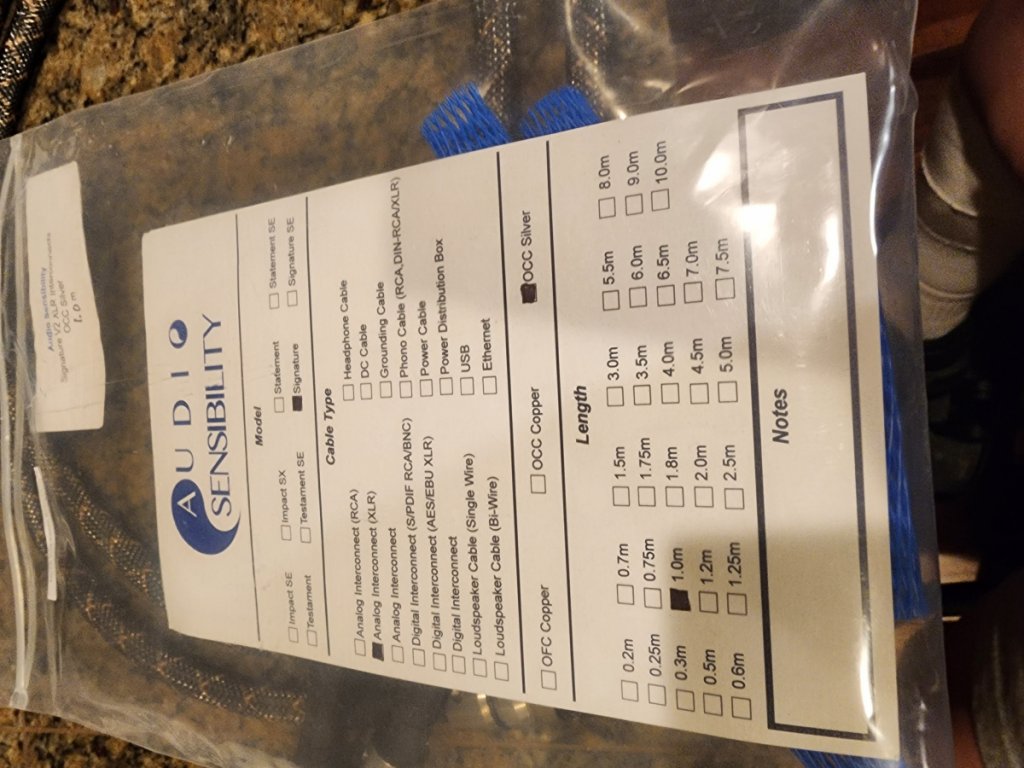 Audio Sensibility
Signature V2 XLR Interconnects
OCC Silver
1.0m
AUDIO
SENSIBILITY
Model
☐ Impact SE ☐ Impact SX ☐ Statement ☐ Statement SE
☐ Testament ☐ Testament SE ■ Signature ☐ Signature SE
Cable Type
☐ Analog Interconnect (RCA) ☐ Headphone Cable
■ Analog Interconnect (XLR) ☐ DC Cable
☐ Analog Interconnect ☐ Grounding Cable
☐ Digital Interconnect (S/PDIF RCA/BNC) ☐ Phono Cable (RCA,DIN-RCA/XLR)
☐ Digital Interconnect (AES/EBU XLR) ☐ Power Cable
☐ Digital Interconnect ☐ Power Distribution Box
☐ Loudspeaker Cable (Single Wire) ☐ USB
☐ Loudspeaker Cable (Bi-Wire) ☐ Ethernet
☐ OFC Copper ☐ OCC Copper ■ OCC Silver
Length
☐ 0.2m ☐ 0.7m ☐ 1.5m ☐ 3.0m ☐ 5.5m ☐ 8.0m
☐ 0.25m ☐ 0.75m ☐ 1.75m ☐ 3.5m ☐ 6.0m ☐ 9.0m
☐ 0.3m ■ 1.0m ☐ 1.8m ☐ 4.0m ☐ 6.5m ☐ 10.0m
☐ 0.5m ☐ 1.2m ☐ 2.0m ☐ 4.5m ☐ 7.0m
☐ 0.6m ☐ 1.25m ☐ 2.5m ☐ 5.0m ☐ 7.5m
Notes